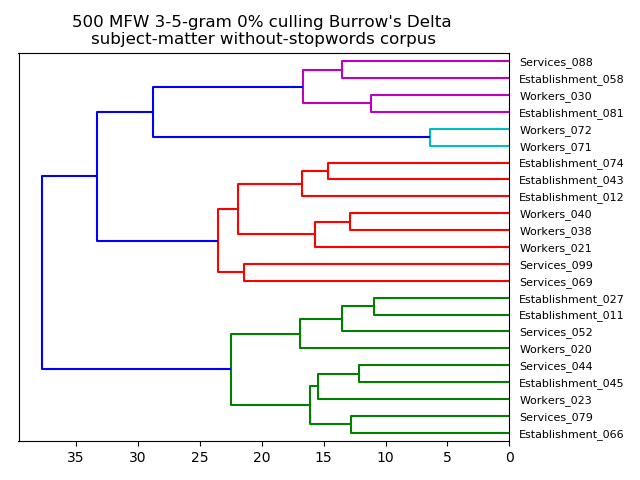 500 MFW 3-5-gram 0% culling Burrow's Delta
subject-matter without-stopwords corpus
Services_088
Establishment_058
Workers_030
Establishment_081
Workers_072
Workers_071
Establishment_074
Establishment_043
Establishment_012
Workers_040
Workers_038
Workers_021
Services_099
Services_069
Establishment_027
Establishment_011
Services_052
Workers_020
Services_044
Establishment_045
Workers_023
Services_079
Establishment_066
35 30 25 20 15 10 5 0